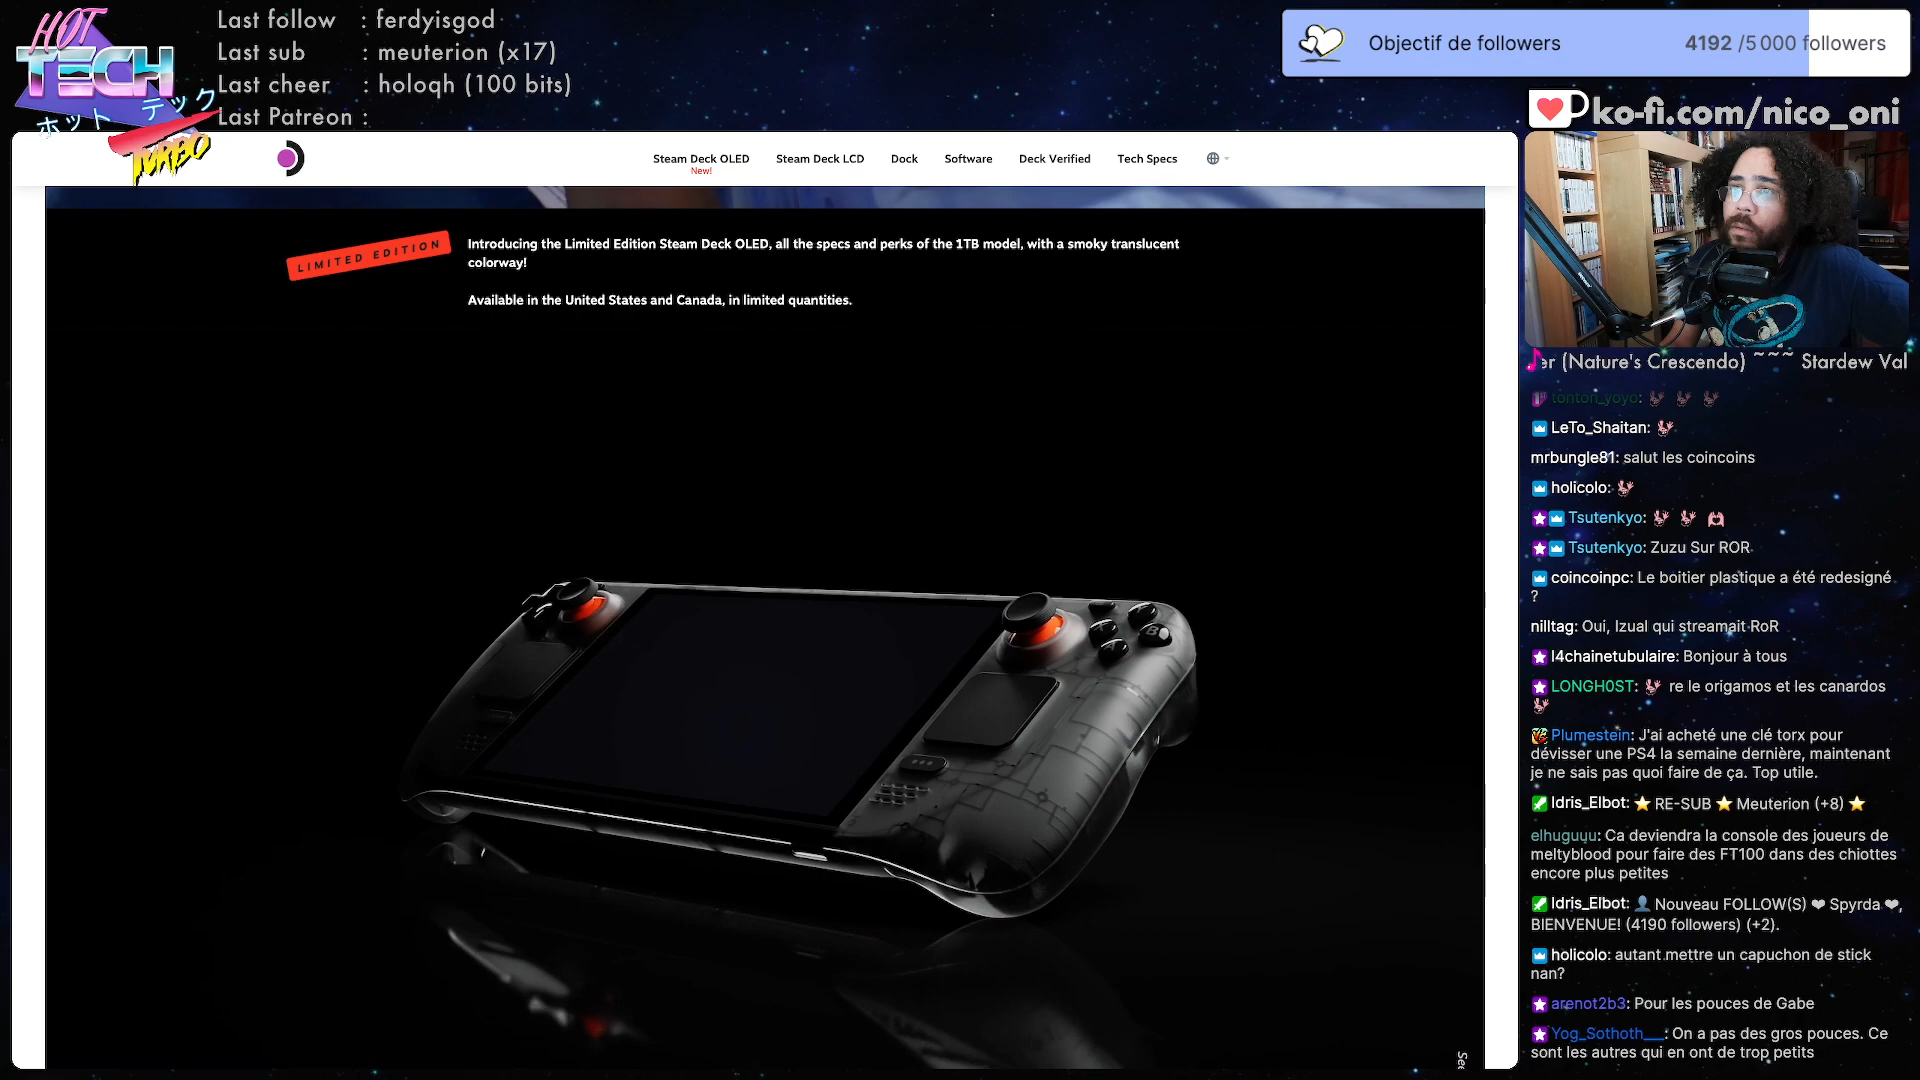 HOT
TECH
ホット テック
TURBO
Last follow : ferdyisgod
Last sub : meuterion (x17)
Last cheer : holoqh (100 bits)
Last Patreon :
Objectif de followers 4192 /5 000 followers
ko-fi.com/nico_oni
Steam Deck OLED Steam Deck LCD Dock Software Deck Verified Tech Specs
New!
LIMITED EDITION
Introducing the Limited Edition Steam Deck OLED, all the specs and perks of the 1TB model, with a smoky translucent
colorway!
Available in the United States and Canada, in limited quantities.
B
er (Nature's Crescendo) ~~~ Stardew Val
tonton_yoyo:
LeTo_Shaitan:
mrbungle81: salut les coincoins
holicolo:
Tsutenkyo:
Tsutenkyo: Zuzu Sur ROR
coincoinpc: Le boitier plastique a été redesigné
?
nilltag: Oui, Izual qui streamait RoR
l4chainetubulaire: Bonjour à tous
LONGH0ST: re le origamos et les canardos
Plumestein: J'ai acheté une clé torx pour
dévisser une PS4 la semaine dernière, maintenant
je ne sais pas quoi faire de ça. Top utile.
Idris_Elbot: ⭐ RE-SUB ⭐ Meuterion (+8) ⭐
elhuguuu: Ca deviendra la console des joueurs de
meltyblood pour faire des FT100 dans des chiottes
encore plus petites
Idris_Elbot: 👤 Nouveau FOLLOW(S) ❤ Spyrda ❤,
BIENVENUE! (4190 followers) (+2).
holicolo: autant mettre un capuchon de stick
nan?
arenot2b3: Pour les pouces de Gabe
Yog_Sothoth__: On a pas des gros pouces. Ce
sont les autres qui en ont de trop petits